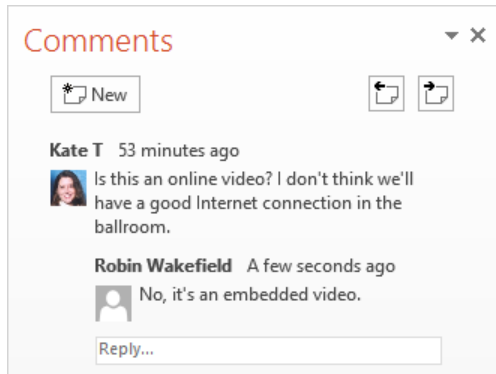 Comments
New
Kate T 53 minutes ago
Is this an online video? I don't think we'll
have a good Internet connection in the
ballroom.
Robin Wakefield A few seconds ago
No, it's an embedded video.
Reply...